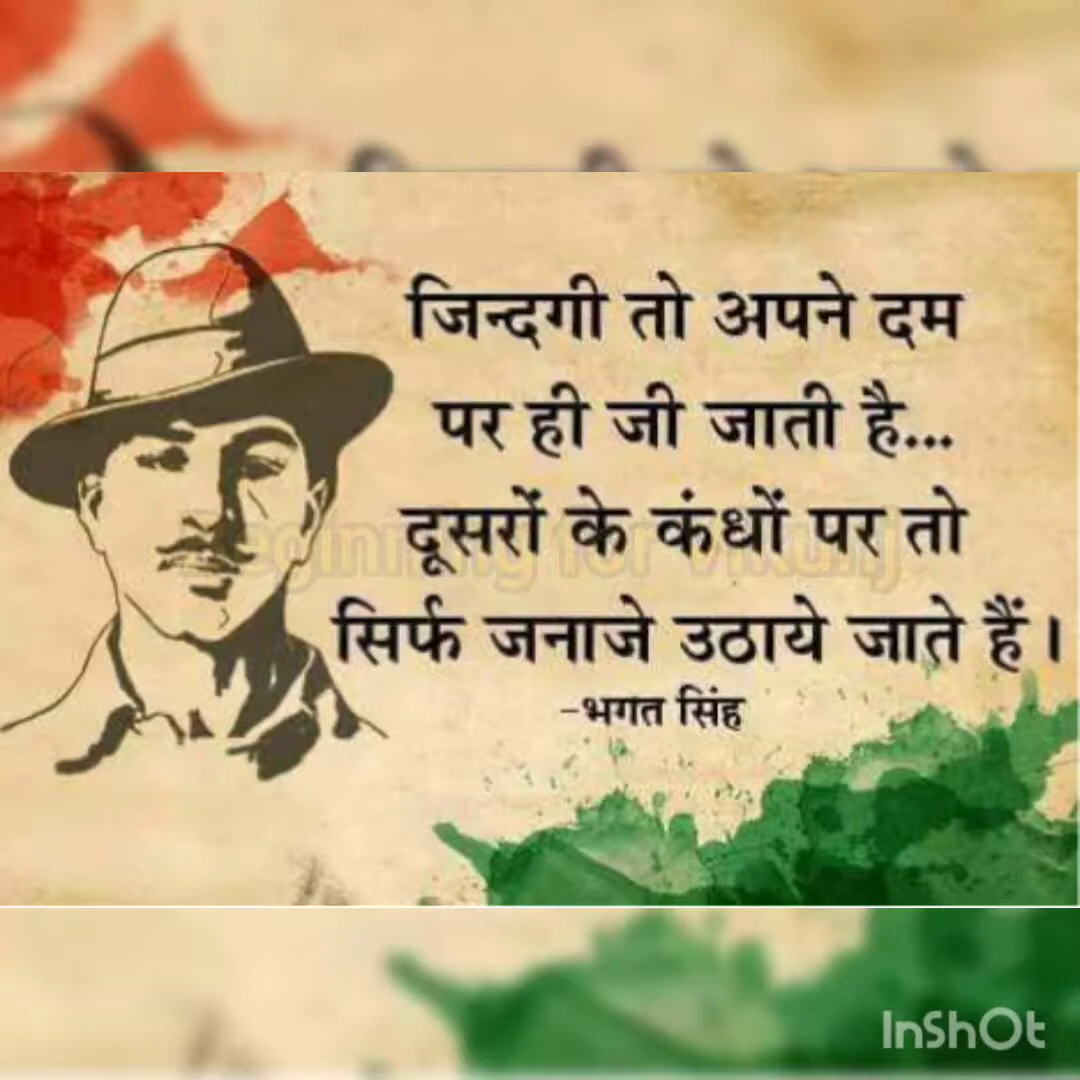 जिन्दगी तो अपने दम
पर ही जी जाती है...
दूसरों के कंधों पर तो
सिर्फ जनाजे उठाये जाते हैं।
-भगत सिंह
InShOt